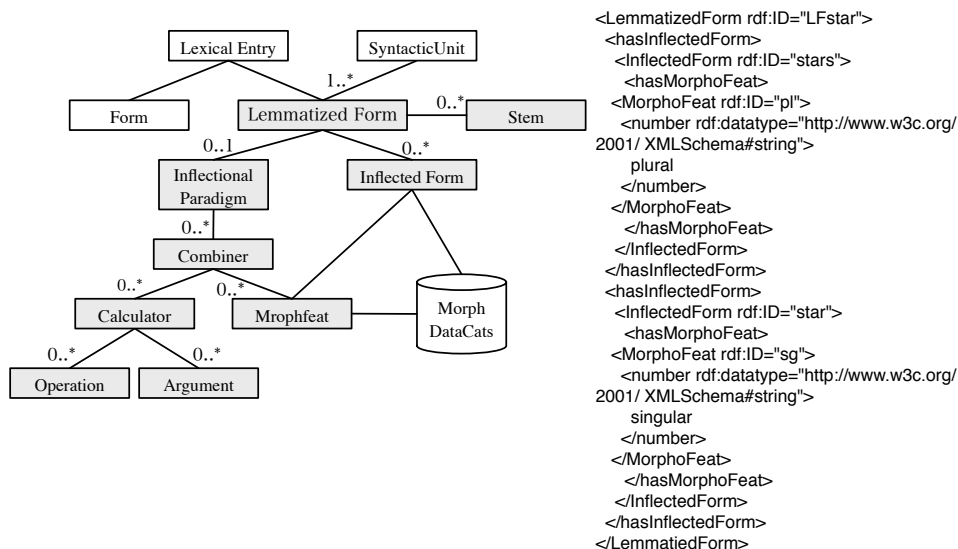 Lexical Entry
SyntacticUnit
1..*
Form
Lemmatized Form
0..*
Stem
0..1
0..*
Inflectional
Paradigm
Inflected Form
0..*
Combiner
0..*
0..*
Calculator
Mrophfeat
Morph
DataCats
0..*
0..*
Operation
Argument
<LemmatizedForm rdf:ID="LFstar">
<hasInflectedForm>
<InflectedForm rdf:ID="stars">
<hasMorphoFeat>
<MorphoFeat rdf:ID="pl">
<number rdf:datatype="http://www.w3c.org/
2001/ XMLSchema#string">
plural
</number>
</MorphoFeat>
</hasMorphoFeat>
</InflectedForm>
</hasInflectedForm>
<hasInflectedForm>
<InflectedForm rdf:ID="star">
<hasMorphoFeat>
<MorphoFeat rdf:ID="sg">
<number rdf:datatype="http://www.w3c.org/
2001/ XMLSchema#string">
singular
</number>
</MorphoFeat>
</hasMorphoFeat>
</InflectedForm>
</hasInflectedForm>
</LemmatiedForm>